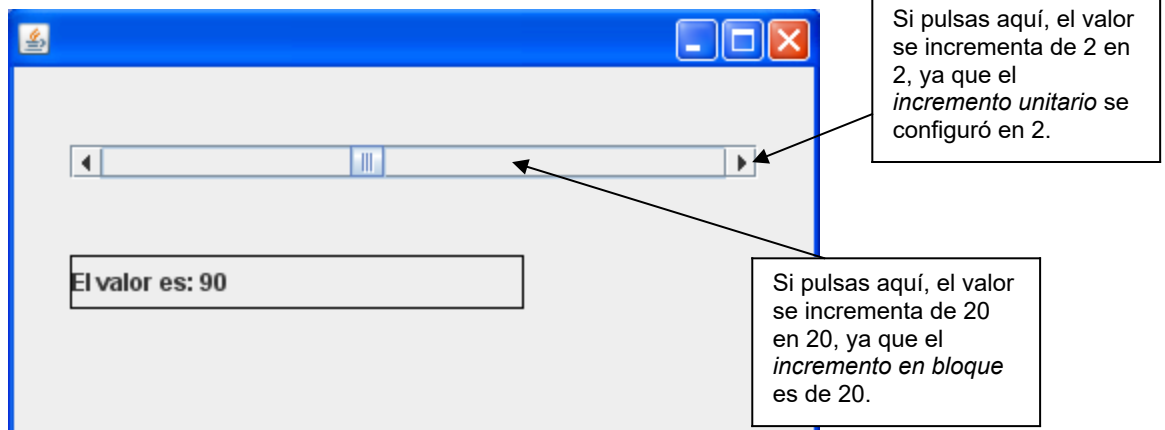 Si pulsas aquí, el valor
se incrementa de 2 en
2, ya que el
incremento unitario se
configuró en 2.
El valor es: 90
Si pulsas aquí, el valor
se incrementa de 20
en 20, ya que el
incremento en bloque
es de 20.